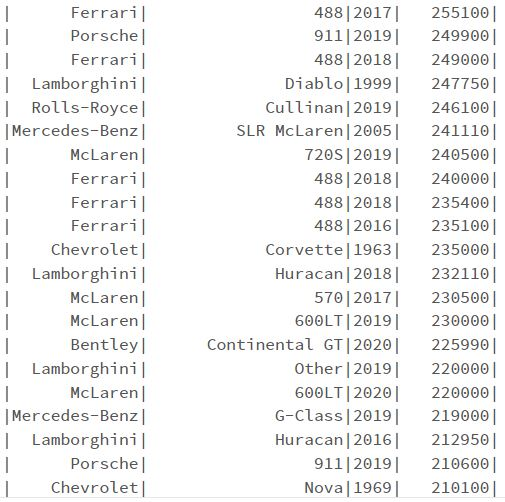 |      Ferrari|                 488|2017|   255100|
|      Porsche|                 911|2019|   249900|
|      Ferrari|                 488|2018|   249000|
|  Lamborghini|              Diablo|1999|   247750|
|  Rolls-Royce|            Cullinan|2019|   246100|
|Mercedes-Benz|         SLR McLaren|2005|   241110|
|      McLaren|                720S|2019|   240500|
|      Ferrari|                 488|2018|   240000|
|      Ferrari|                 488|2018|   235400|
|      Ferrari|                 488|2016|   235100|
|    Chevrolet|            Corvette|1963|   235000|
|  Lamborghini|             Huracan|2018|   232110|
|      McLaren|                 570|2017|   230500|
|      McLaren|               600LT|2019|   230000|
|      Bentley|      Continental GT|2020|   225990|
|  Lamborghini|               Other|2019|   220000|
|      McLaren|               600LT|2020|   220000|
|Mercedes-Benz|             G-Class|2019|   219000|
|  Lamborghini|             Huracan|2016|   212950|
|      Porsche|                 911|2019|   210600|
|    Chevrolet|                Nova|1969|   210100|